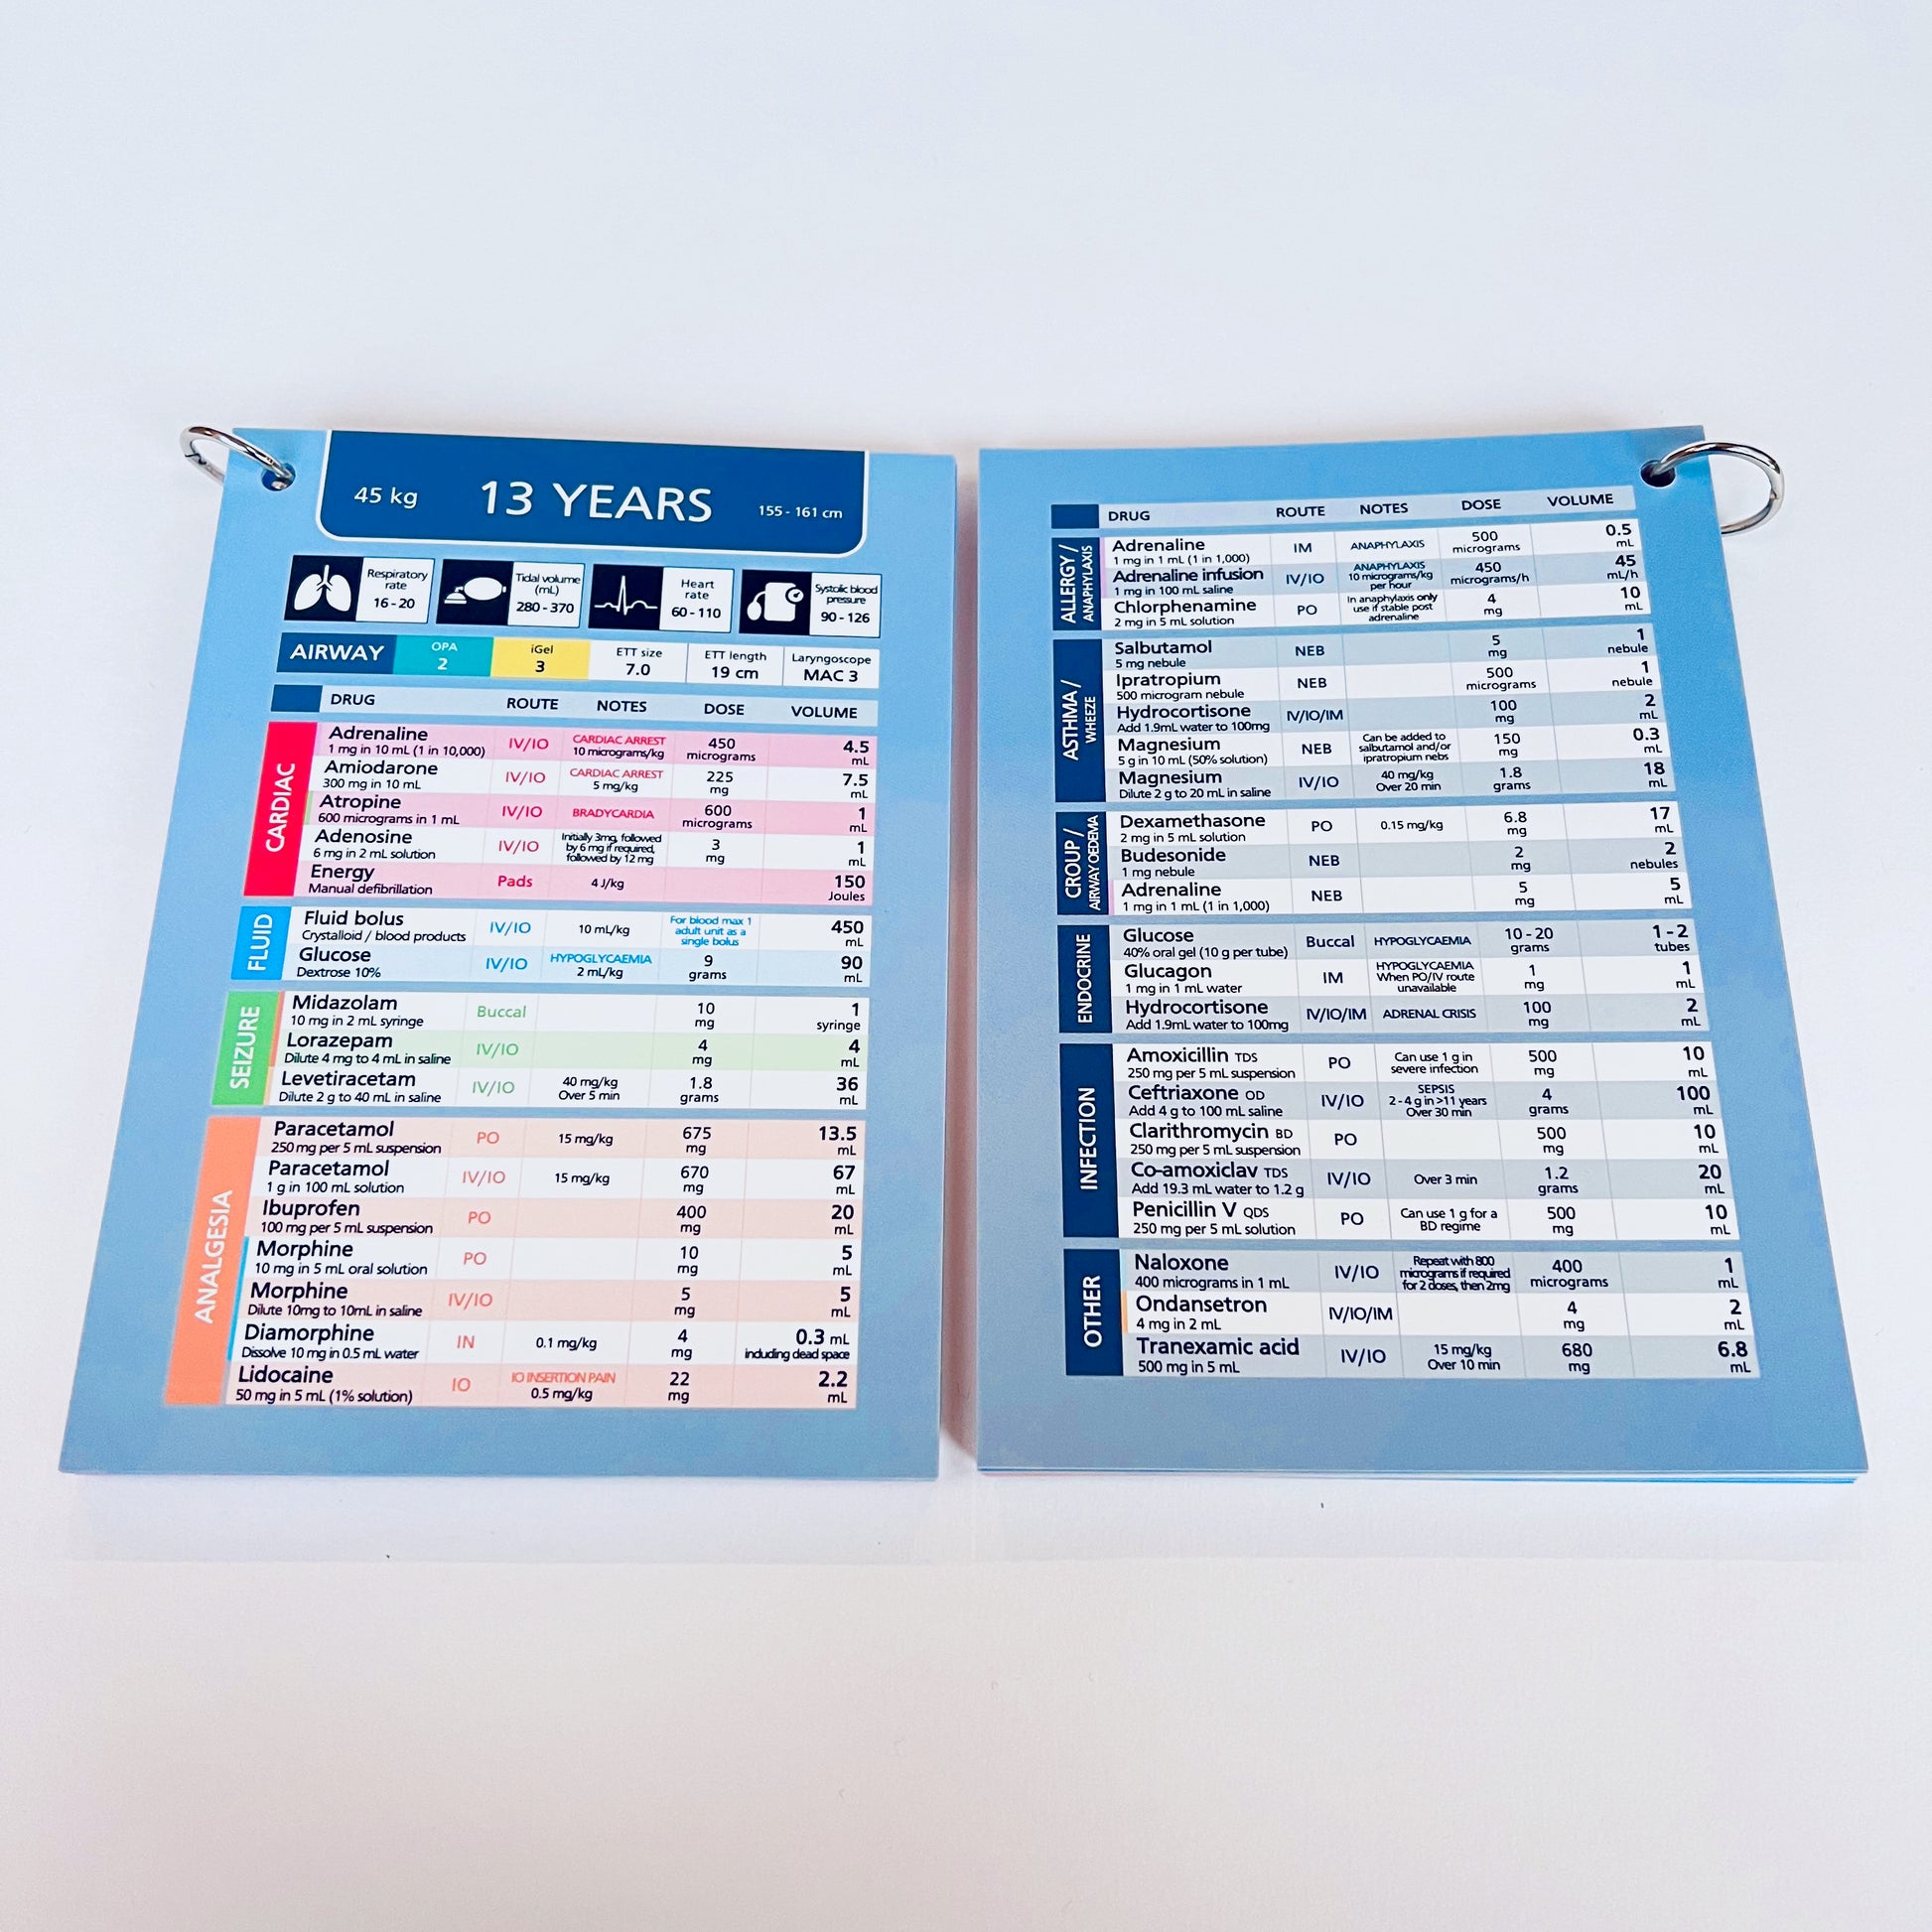 45 kg 13 YEARS 155 - 161 cm
Respiratory rate 16 - 20
Tidal volume (mL) 280 - 370
Heart rate 60 - 110
Systolic blood pressure 90 - 126
AIRWAY OPA 2 iGel 3 ETT size 7.0 ETT length 19 cm Laryngoscope MAC 3
DRUG ROUTE NOTES DOSE VOLUME
CARDIAC
Adrenaline 1 mg in 10 mL (1 in 10,000) IV/IO CARDIAC ARREST 10 micrograms/kg 450 micrograms 4.5 mL
Amiodarone 300 mg in 10 mL IV/IO CARDIAC ARREST 5 mg/kg 225 mg 7.5 mL
Atropine 600 micrograms in 1 mL IV/IO BRADYCARDIA 600 micrograms 1 mL
Adenosine 6 mg in 2 mL solution IV/IO Initially 3mg, followed by 6 mg if required, followed by 12 mg 3 mg 1 mL
Energy Manual defibrillation Pads 4 J/kg 150 Joules
FLUID
Fluid bolus Crystalloid / blood products IV/IO 10 mL/kg For blood max 1 adult unit as a single bolus 450 mL
Glucose Dextrose 10% IV/IO HYPOGLYCAEMIA 2 mL/kg 9 grams 90 mL
SEIZURE
Midazolam 10 mg in 2 mL syringe Buccal 10 mg 1 syringe
Lorazepam Dilute 4 mg to 4 mL in saline IV/IO 4 mg 4 mL
Levetiracetam Dilute 2 g to 40 mL in saline IV/IO 40 mg/kg Over 5 min 1.8 grams 36 mL
ANALGESIA
Paracetamol 250 mg per 5 mL suspension PO 15 mg/kg 675 mg 13.5 mL
Paracetamol 1 g in 100 mL solution IV/IO 15 mg/kg 670 mg 67 mL
Ibuprofen 100 mg per 5 mL suspension PO 400 mg 20 mL
Morphine 10 mg in 5 mL oral solution PO 10 mg 5 mL
Morphine Dilute 10mg to 10mL in saline IV/IO 5 mg 5 mL
Diamorphine Dissolve 10 mg in 0.5 mL water IN 0.1 mg/kg 4 mg 0.3 mL including dead space
Lidocaine 50 mg in 5 mL (1% solution) IO IO INSERTION PAIN 0.5 mg/kg 22 mg 2.2 mL
DRUG ROUTE NOTES DOSE VOLUME
ALLERGY / ANAPHYLAXIS
Adrenaline 1 mg in 1 mL (1 in 1,000) IM ANAPHYLAXIS 500 micrograms 0.5 mL
Adrenaline infusion 1 mg in 100 mL saline IV/IO ANAPHYLAXIS 10 micrograms/kg per hour 450 micrograms/h 45 mL/h
Chlorphenamine 2 mg in 5 mL solution PO In anaphylaxis only use if stable post adrenaline 4 mg 10 mL
ASTHMA / WHEEZE
Salbutamol 5 mg nebule NEB 5 mg 1 nebule
Ipratropium 500 microgram nebule NEB 500 micrograms 1 nebule
Hydrocortisone Add 1.9mL water to 100mg IV/IO/IM 100 mg 2 mL
Magnesium 5 g in 10 mL (50% solution) NEB Can be added to salbutamol and/or ipratropium nebs 150 mg 0.3 mL
Magnesium Dilute 2 g to 20 mL in saline IV/IO 40 mg/kg Over 20 min 1.8 grams 18 mL
CROUP / AIRWAY OEDEMA
Dexamethasone 2 mg in 5 mL solution PO 0.15 mg/kg 6.8 mg 17 mL
Budesonide 1 mg nebule NEB 2 mg 2 nebules
Adrenaline 1 mg in 1 mL (1 in 1,000) NEB 5 mg 5 mL
ENDOCRINE
Glucose 40% oral gel (10 g per tube) Buccal HYPOGLYCAEMIA 10 - 20 grams 1 - 2 tubes
Glucagon 1 mg in 1 mL water IM HYPOGLYCAEMIA When PO/IV route unavailable 1 mg 1 mL
Hydrocortisone Add 1.9mL water to 100mg IV/IO/IM ADRENAL CRISIS 100 mg 2 mL
INFECTION
Amoxicillin TDS 250 mg per 5 mL suspension PO Can use 1 g in severe infection 500 mg 10 mL
Ceftriaxone OD Add 4 g to 100 mL saline IV/IO SEPSIS 2 - 4 g in >11 years Over 30 min 4 grams 100 mL
Clarithromycin BD 250 mg per 5 mL suspension PO 500 mg 10 mL
Co-amoxiclav TDS Add 19.3 mL water to 1.2 g IV/IO Over 3 min 1.2 grams 20 mL
Penicillin V QDS 250 mg per 5 mL solution PO Can use 1 g for a BD regime 500 mg 10 mL
OTHER
Naloxone 400 micrograms in 1 mL IV/IO Repeat with 800 micrograms if required for 2 doses, then 2mg 400 micrograms 1 mL
Ondansetron 4 mg in 2 mL IV/IO/IM 4 mg 2 mL
Tranexamic acid 500 mg in 5 mL IV/IO 15 mg/kg Over 10 min 680 mg 6.8 mL